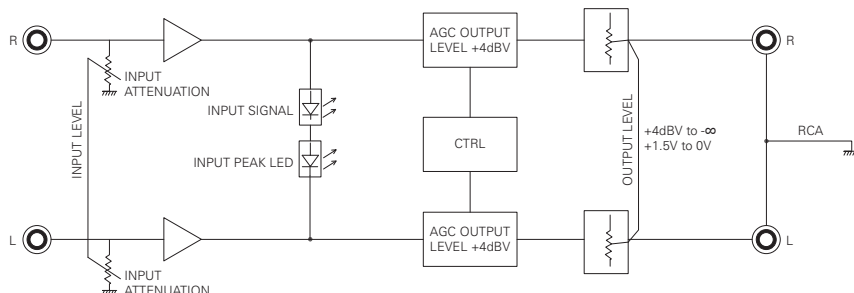 R
INPUT
ATTENUATION
INPUT LEVEL
INPUT SIGNAL
INPUT PEAK LED
AGC OUTPUT
LEVEL +4dBV
CTRL
OUTPUT LEVEL
+4dBV to -∞
+1.5V to 0V
R
RCA
L
INPUT
ATTENUATION
AGC OUTPUT
LEVEL +4dBV
L